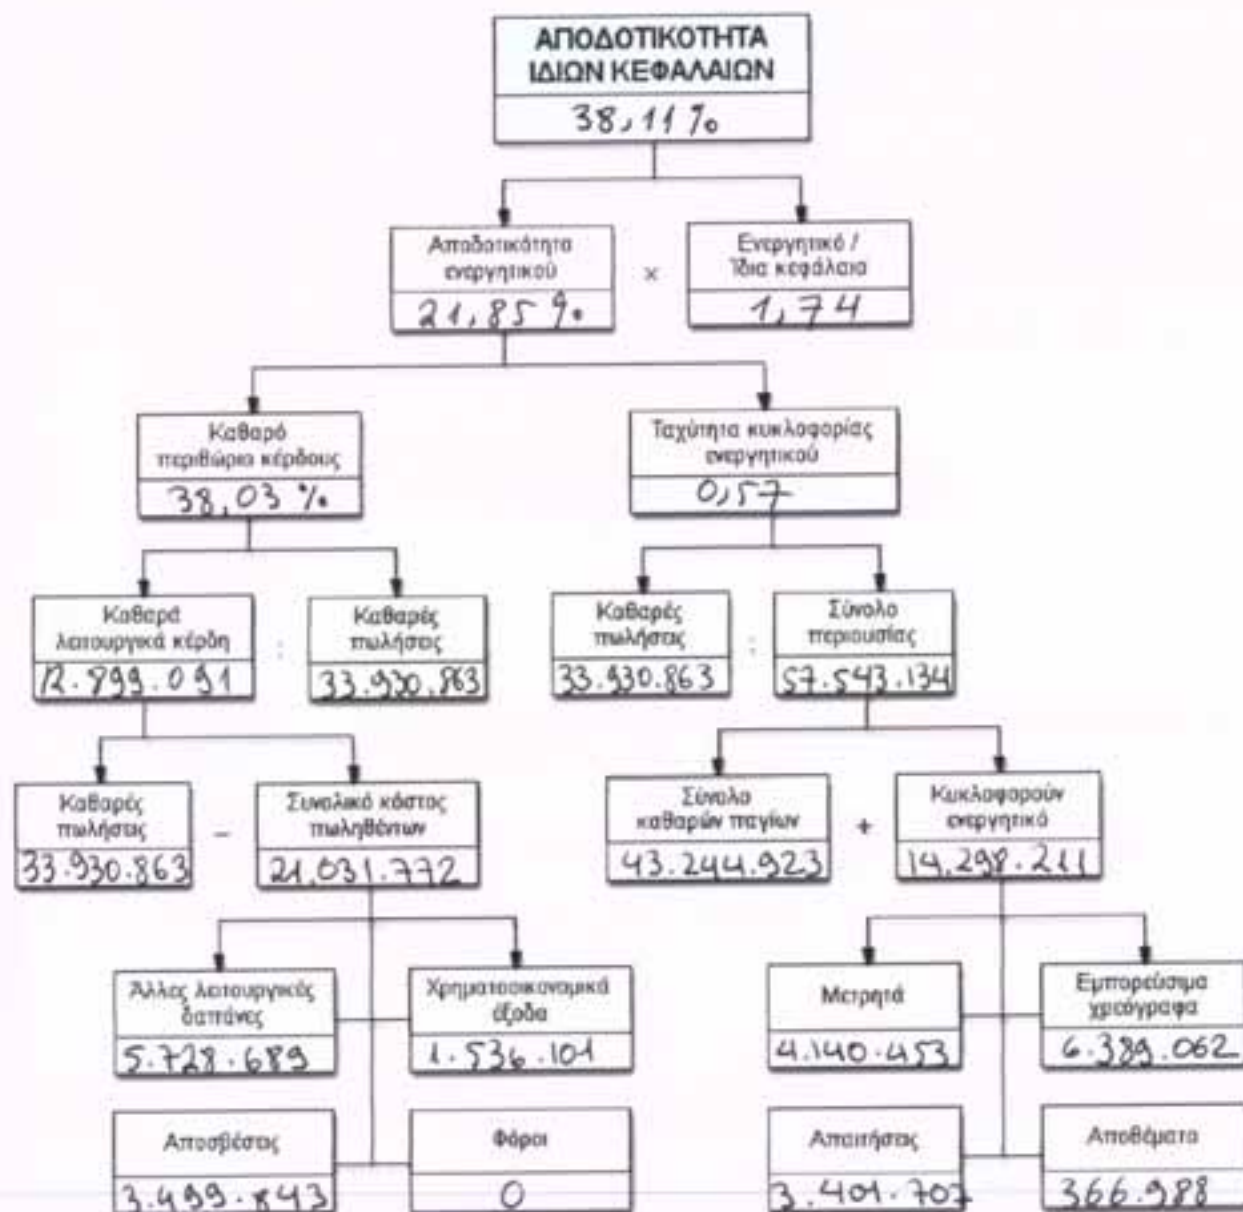 ΑΠΟΔΟΤΙΚΟΤΗΤΑ
ΙΔΙΩΝ ΚΕΦΑΛΑΙΩΝ
38,11 %
Αποδοτικότητα
ενεργητικού
21,85 %
×
Ενεργητικό /
Ίδια κεφάλαια
1,74
Καθαρό
περιθώριο κέρδους
38,03 %
Ταχύτητα κυκλοφορίας
ενεργητικού
0,57
Καθαρά
λειτουργικά κέρδη
12.899.091
:
Καθαρές
πωλήσεις
33.930.863
Καθαρές
πωλήσεις
33.930.863
:
Σύνολο
περιουσίας
57.543.134
Καθαρές
πωλήσεις
33.930.863
–
Συνολικό κόστος
πωληθέντων
21.031.772
Σύνολο
καθαρών παγίων
43.244.923
+
Κυκλοφορούν
ενεργητικό
14.298.211
Άλλες λειτουργικές
δαπάνες
5.728.689
Χρηματοοικονομικά
έξοδα
1.536.101
Μετρητά
4.140.453
Εμπορεύσιμα
χρεόγραφα
6.389.062
Αποσβέσεις
3.499.843
Φόροι
0
Απαιτήσεις
3.401.707
Αποθέματα
366.988